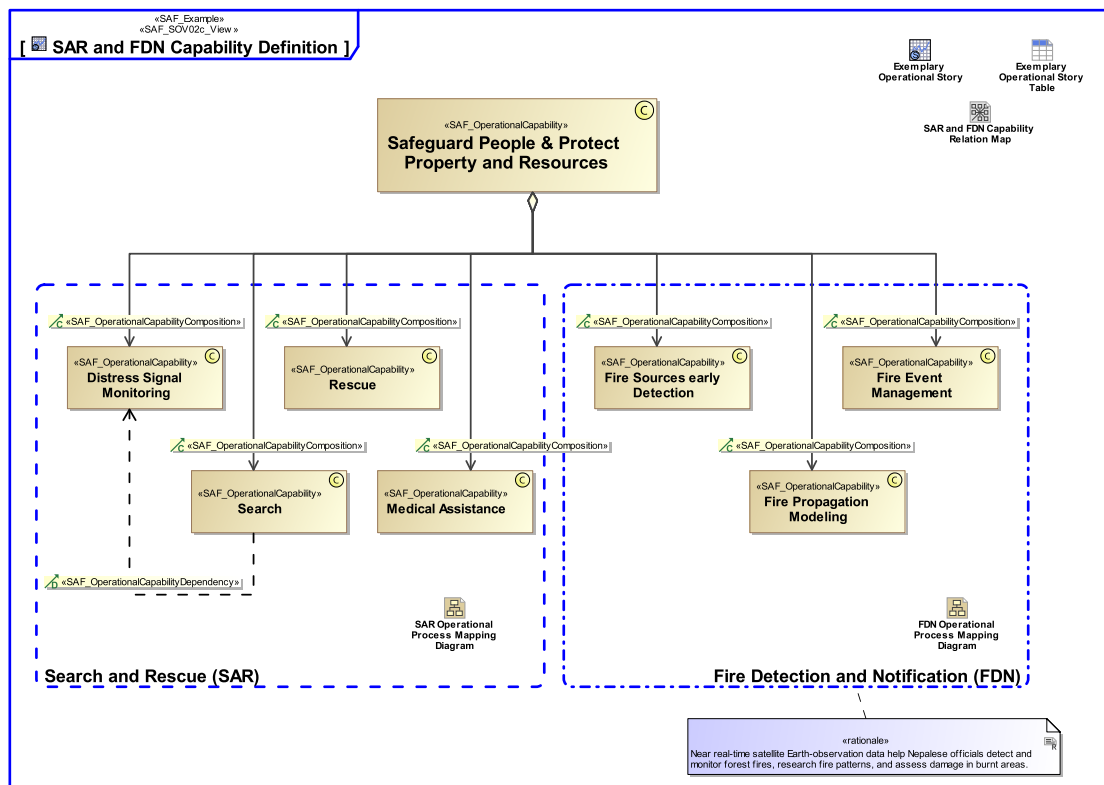 «SAF_Example»
«SAF_SOV02c_View »
[ SAR and FDN Capability Definition ]
Exemplary
Operational Story
Exemplary
Operational Story
Table
SAR and FDN Capability
Relation Map
C
«SAF_OperationalCapability»
Safeguard People & Protect
Property and Resources
C «SAF_OperationalCapabilityComposition»
C
«SAF_OperationalCapability»
Distress Signal
Monitoring
C «SAF_OperationalCapabilityComposition»
C
«SAF_OperationalCapability»
Rescue
C «SAF_OperationalCapabilityComposition»
C
«SAF_OperationalCapability»
Fire Sources early
Detection
C «SAF_OperationalCapabilityComposition»
C
«SAF_OperationalCapability»
Fire Event
Management
C «SAF_OperationalCapabilityComposition»
C
«SAF_OperationalCapability»
Search
C «SAF_OperationalCapabilityComposition»
C
«SAF_OperationalCapability»
Medical Assistance
C «SAF_OperationalCapabilityComposition»
C
«SAF_OperationalCapability»
Fire Propagation
Modeling
D «SAF_OperationalCapabilityDependency»
SAR Operational
Process Mapping
Diagram
FDN Operational
Process Mapping
Diagram
Search and Rescue (SAR)
Fire Detection and Notification (FDN)
«rationale»
R
Near real-time satellite Earth-observation data help Nepalese officials detect and
monitor forest fires, research fire patterns, and assess damage in burnt areas.